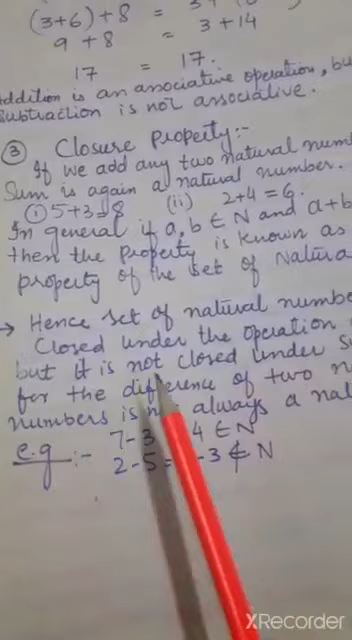 (3+6)+8 = 3+
9 + 8 = 3 + 14
17 = 17.
Addition is an associative operation, bu
Subtraction is not associative.
③ Closure Property:-
If we add any two natural num
Sum is again a natural number.
① 5+3=8 (ii) 2+4=6.
In general if a, b ∈ N and a+b
then the property is known as
property of the set of Natura
→ Hence set of natural numbe
Closed under the operation
but it is not closed under su
for the difference of two n
numbers is always a nat
e.g :- 7-3 4 ∈ N
2-5 = -3 ∉ N
XRecorder